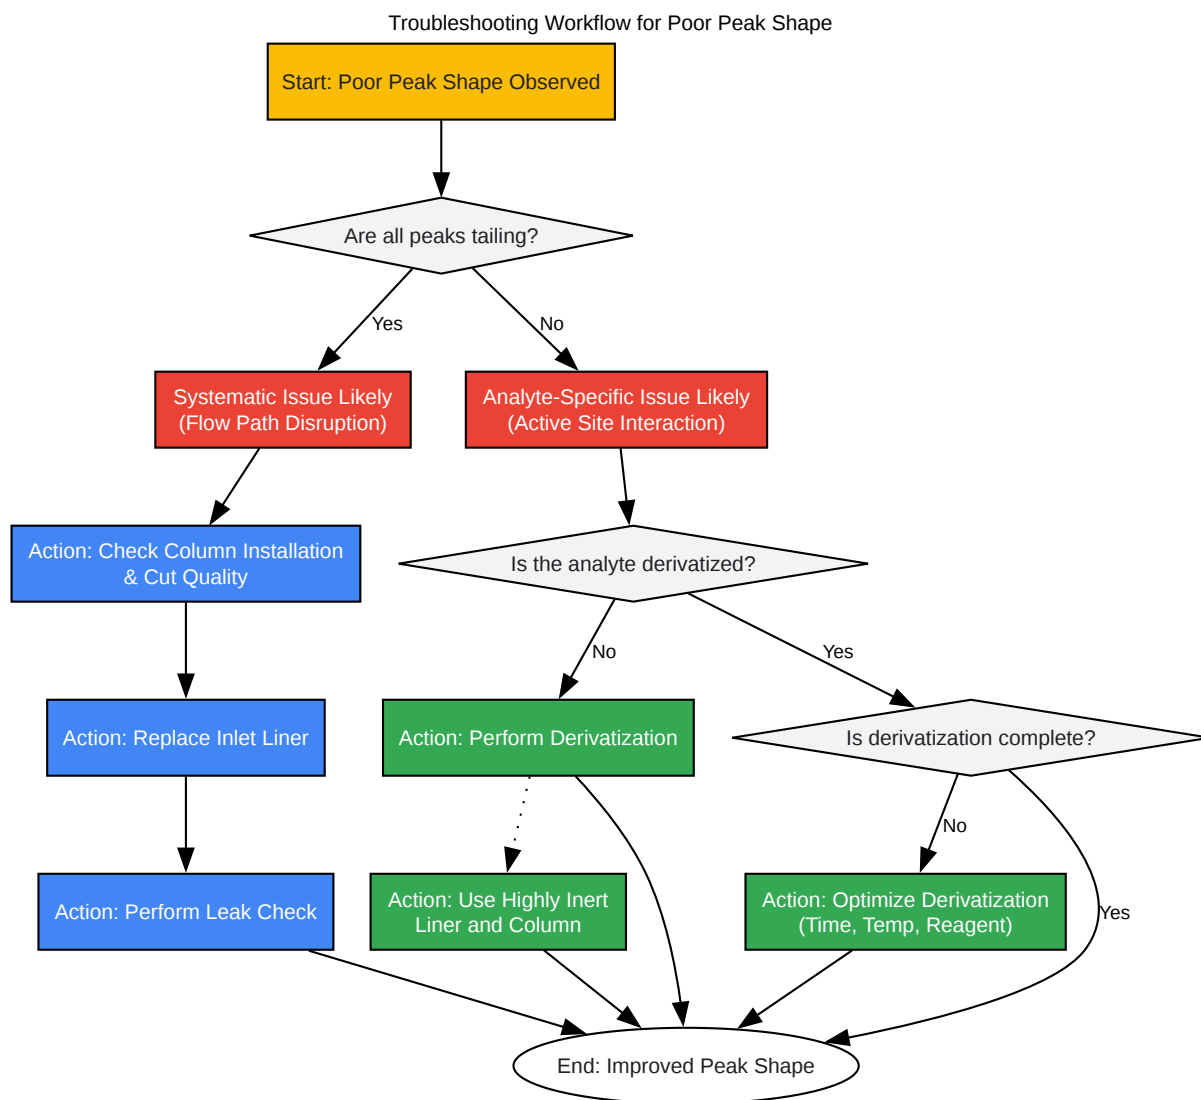 Troubleshooting Workflow for Poor Peak Shape
Start: Poor Peak Shape Observed
Are all peaks tailing?
Yes
No
Systematic Issue Likely
(Flow Path Disruption)
Analyte-Specific Issue Likely
(Active Site Interaction)
Action: Check Column Installation
& Cut Quality
Is the analyte derivatized?
No
Yes
Action: Replace Inlet Liner
Action: Perform Derivatization
Is derivatization complete?
No
Action: Perform Leak Check
Action: Use Highly Inert
Liner and Column
Action: Optimize Derivatization
(Time, Temp, Reagent)
Yes
End: Improved Peak Shape